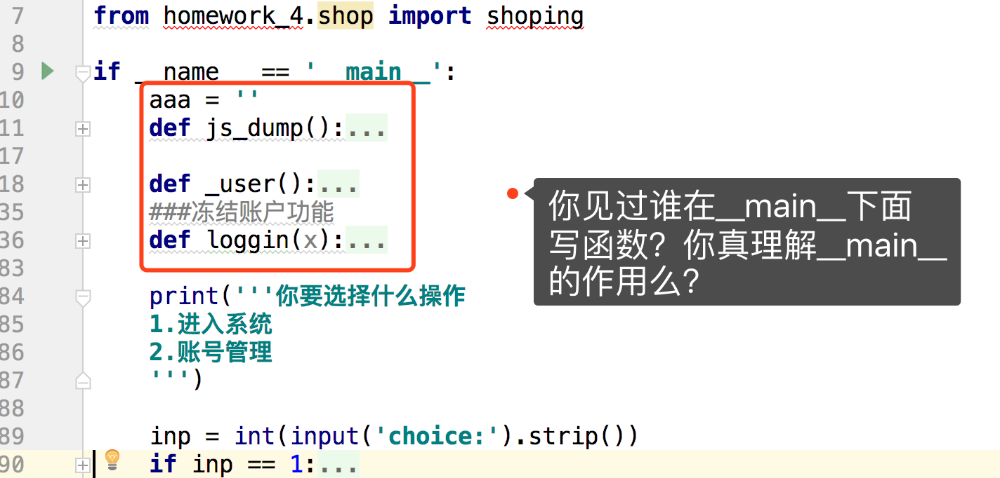 7 from homework_4.shop import shoping
8
9 if __name__ == '__main__':
10 aaa = ''
11 def js_dump():...
17
18 def _user():...
35 ###冻结账户功能
36 def loggin(x):...
83
84 print('''你要选择什么操作
85 1.进入系统
86 2.账号管理
87 ''')
88
89 inp = int(input('choice:').strip())
90 if inp == 1:...
你见过谁在__main__下面
写函数？你真理解__main__
的作用么？